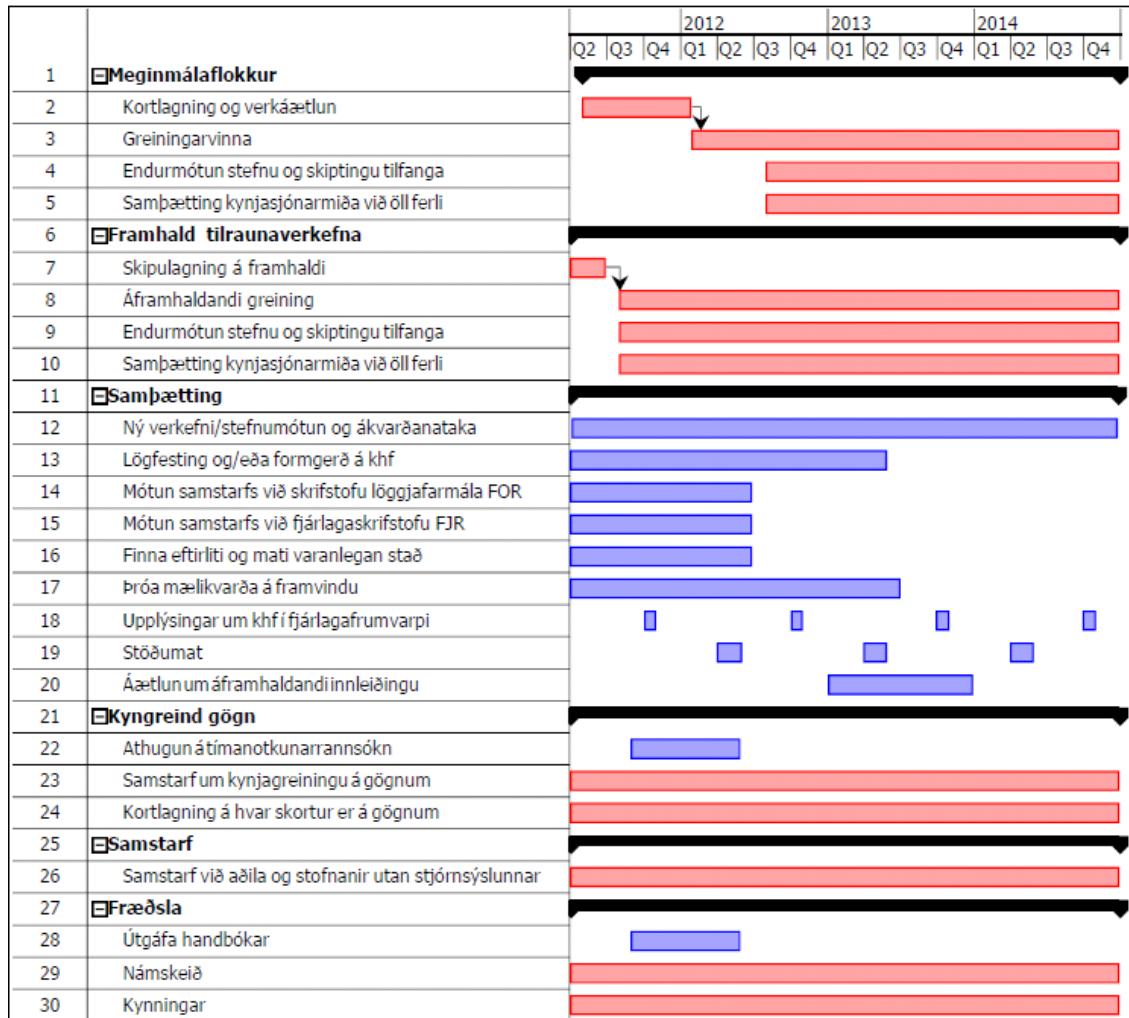 2012 2013 2014
Q2 Q3 Q4 Q1 Q2 Q3 Q4 Q1 Q2 Q3 Q4 Q1 Q2 Q3 Q4
1 Meginmálaflokkur
2 Kortlagning og verkáætlun
3 Greiningarvinna
4 Endurmótun stefnu og skiptingu tilfanga
5 Samþætting kynjasjónarmiða við öll ferli
6 Framhald tilraunaverkefna
7 Skipulagning á framhaldi
8 Áframhaldandi greining
9 Endurmótun stefnu og skiptingu tilfanga
10 Samþætting kynjasjónarmiða við öll ferli
11 Samþætting
12 Ný verkefni/stefnumótun og ákvarðanataka
13 Lögfesting og/eða formgerð á khf
14 Mótun samstarfs við skrifstofu löggjafarmála FOR
15 Mótun samstarfs við fjárlagaskrifstofu FJR
16 Finna eftirliti og mati varanlegan stað
17 Þróa mælikvarða á framvindu
18 Upplýsingar um khf í fjárlagafrumvarpi
19 Stöðumat
20 Áætlun um áframhaldandi innleiðingu
21 Kyngreind gögn
22 Athugun á tímanotkunarrannsókn
23 Samstarf um kynjagreiningu á gögnum
24 Kortlagning á hvar skortur er á gögnum
25 Samstarf
26 Samstarf við aðila og stofnanir utan stjórnsýslunnar
27 Fræðsla
28 Útgáfa handbókar
29 Námskeið
30 Kynningar